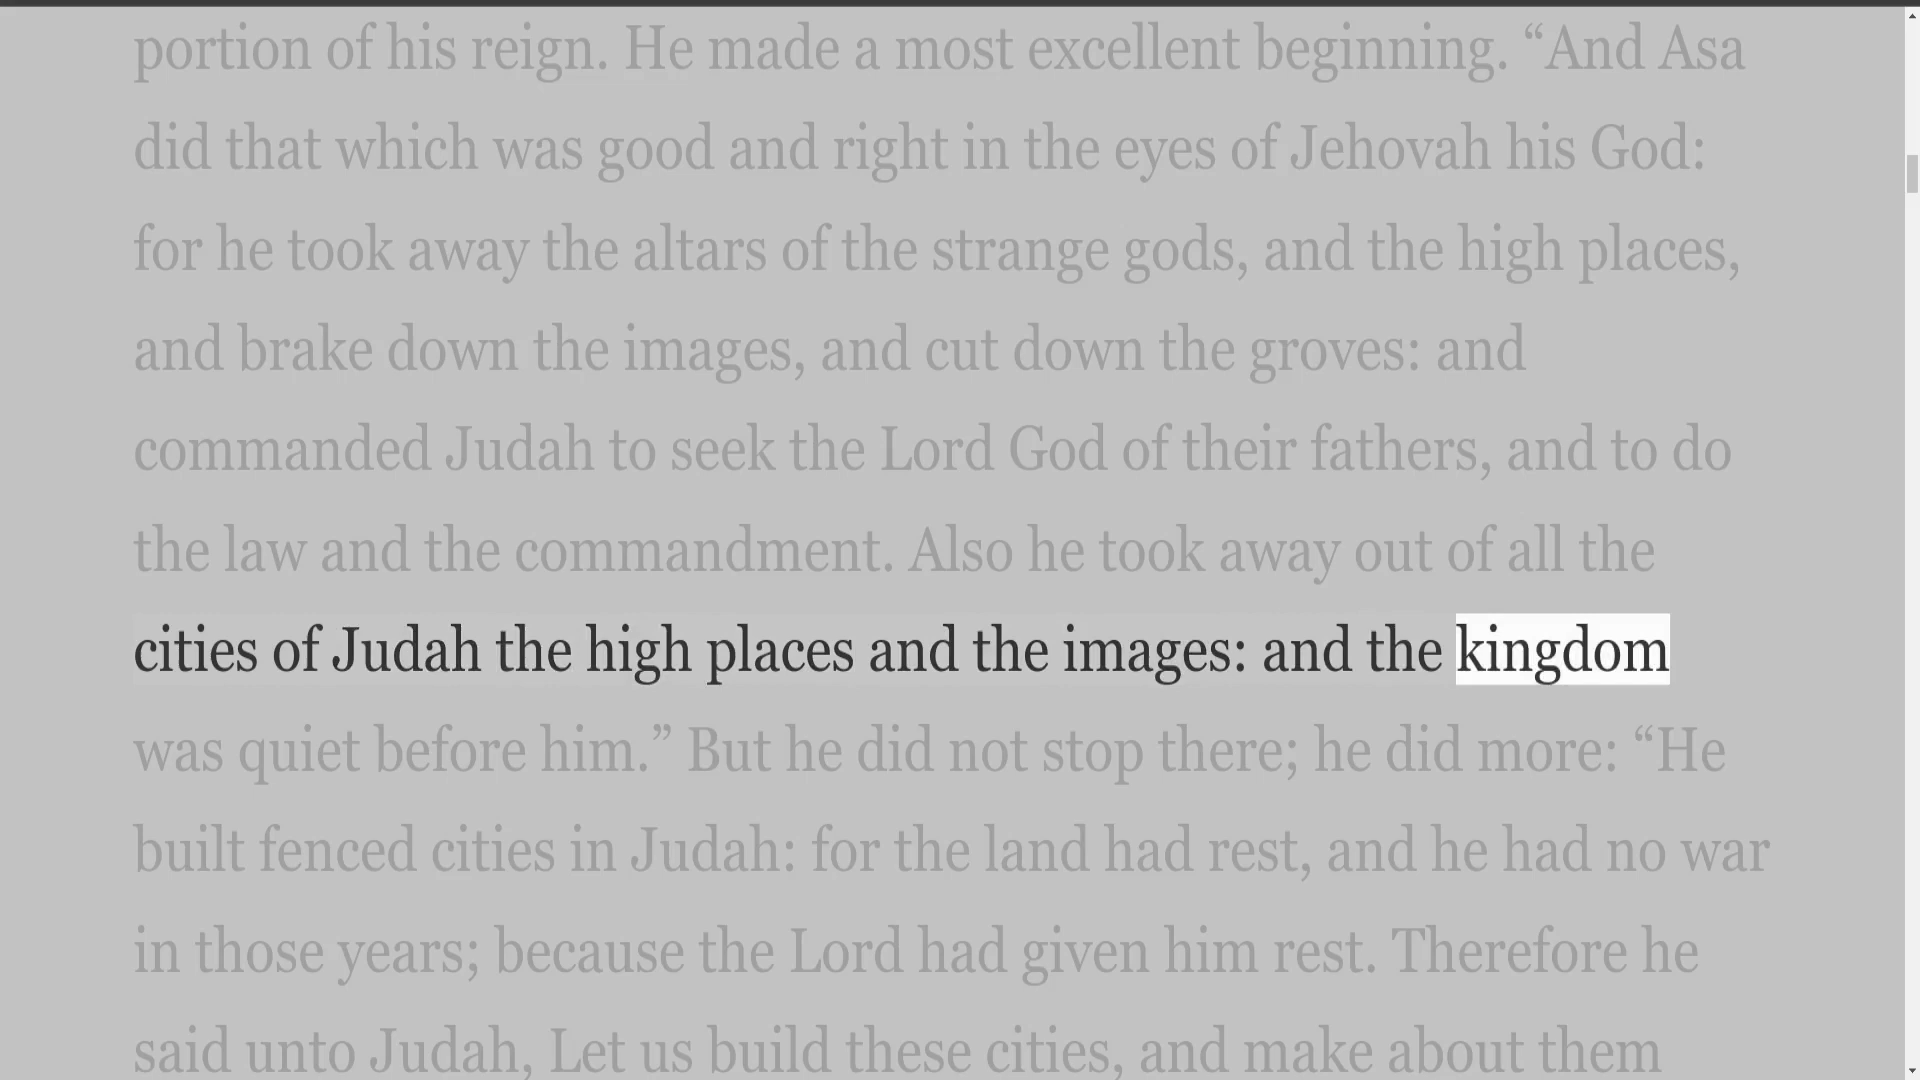 portion of his reign. He made a most excellent beginning. “And Asa
did that which was good and right in the eyes of Jehovah his God:
for he took away the altars of the strange gods, and the high places,
and brake down the images, and cut down the groves: and
commanded Judah to seek the Lord God of their fathers, and to do
the law and the commandment. Also he took away out of all the
cities of Judah the high places and the images: and the kingdom
was quiet before him.” But he did not stop there; he did more: “He
built fenced cities in Judah: for the land had rest, and he had no war
in those years; because the Lord had given him rest. Therefore he
said unto Judah, Let us build these cities, and make about them